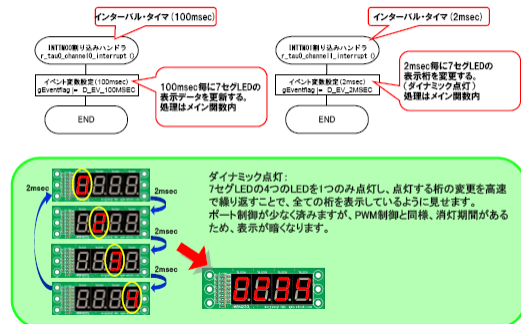 インターバル・タイマ(100msec)
INTTM00割り込みハンドラ
r_tau0_channel0_interrupt ()
イベント変数設定(100msec)
gEventflag |= D_EV_100MSEC
END
100msec毎に7セグLEDの
表示データを更新する。
処理はメイン関数内
インターバル・タイマ(2msec)
INTTM01割り込みハンドラ
r_tau0_channel1_interrupt ()
イベント変数設定(2msec)
gEventflag |= D_EV_2MSEC
END
2msec毎に7セグLEDの
表示桁を変更する。
(ダイナミック点灯)
処理はメイン関数内
2msec
2msec
2msec
2msec
ダイナミック点灯:
7セグLEDの4つのLEDを1つのみ点灯し、点灯する桁の変更を高速
で繰り返すことで、全ての桁を表示しているように見せます。
ポート制御が少なく済みますが、PWM制御と同様、消灯期間がある
ため、表示が暗くなります。